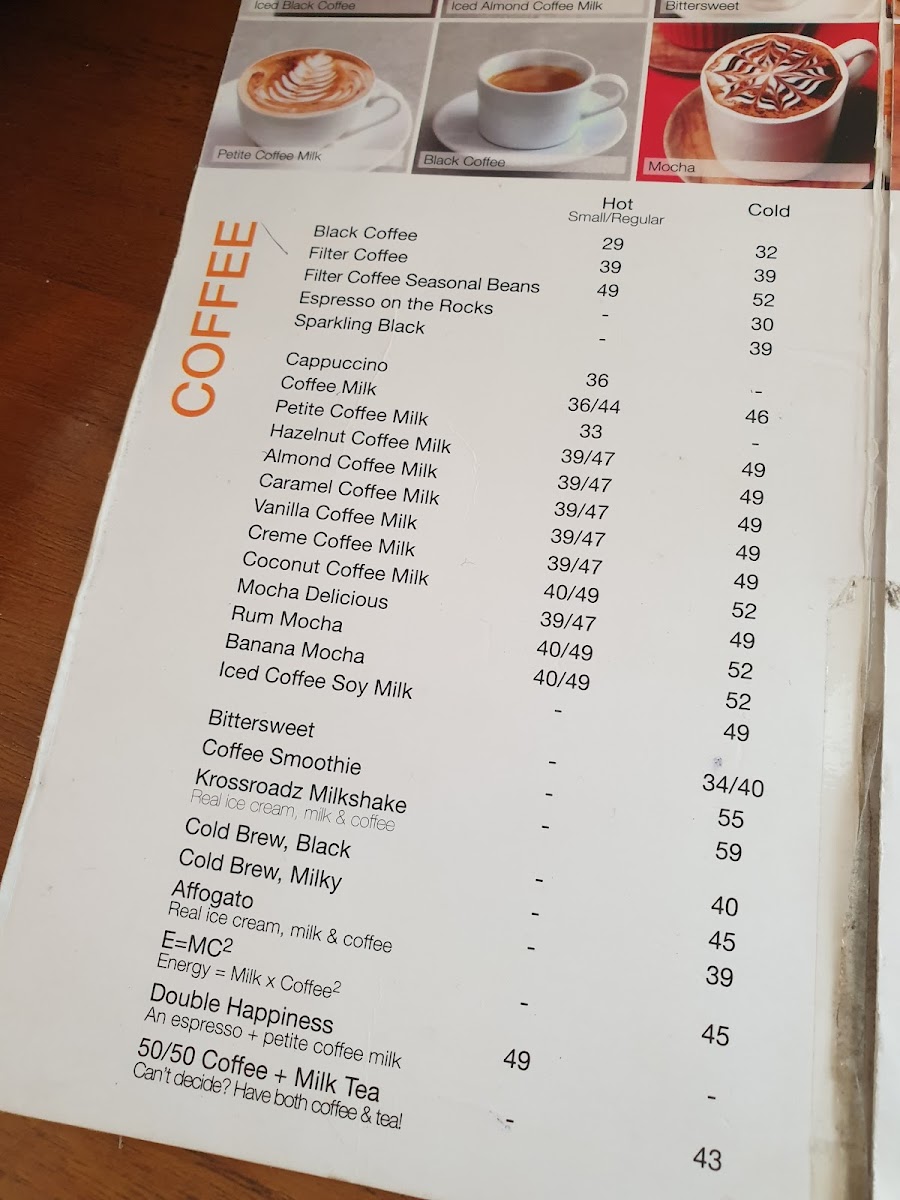 Iced Black Coffee
Iced Almond Coffee Milk
Bittersweet
Petite Coffee Milk
Black Coffee
Mocha
COFFEE
Hot Cold
Small/Regular
Black Coffee 29 32
Filter Coffee 39 39
Filter Coffee Seasonal Beans 49 52
Espresso on the Rocks - 30
Sparkling Black - 39
Cappuccino 36 -
Coffee Milk 36/44 46
Petite Coffee Milk 33 -
Hazelnut Coffee Milk 39/47 49
Almond Coffee Milk 39/47 49
Caramel Coffee Milk 39/47 49
Vanilla Coffee Milk 39/47 49
Creme Coffee Milk 39/47 49
Coconut Coffee Milk 40/49 52
Mocha Delicious 39/47 49
Rum Mocha 40/49 52
Banana Mocha 40/49 52
Iced Coffee Soy Milk - 49
Bittersweet - 34/40
Coffee Smoothie - 55
Krossroadz Milkshake - 59
Real ice cream, milk & coffee
Cold Brew, Black - 40
Cold Brew, Milky - 45
Affogato - 39
Real ice cream, milk & coffee
E=MC² - 45
Energy = Milk x Coffee²
Double Happiness 49 -
An espresso + petite coffee milk
50/50 Coffee + Milk Tea - 43
Can't decide? Have both coffee & tea!